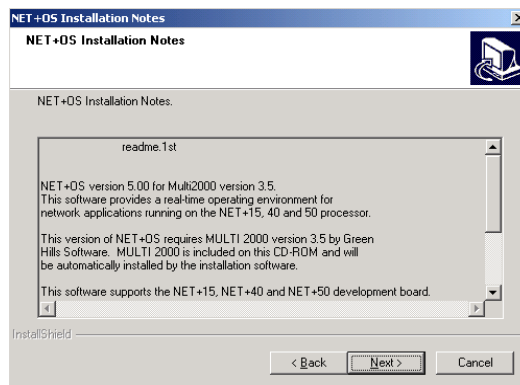 NET+OS Installation Notes
NET+OS Installation Notes
NET+OS Installation Notes.
readme.1st
NET+OS version 5.00 for Multi2000 version 3.5.
This software provides a real-time operating environment for
network applications running on the NET+15, 40 and 50 processor.
This version of NET+OS requires MULTI 2000 version 3.5 by Green
Hills Software. MULTI 2000 is included on this CD-ROM and will
be automatically installed by the installation software.
This software supports the NET+15, NET+40 and NET+50 development board.
InstallShield
< Back
Next >
Cancel